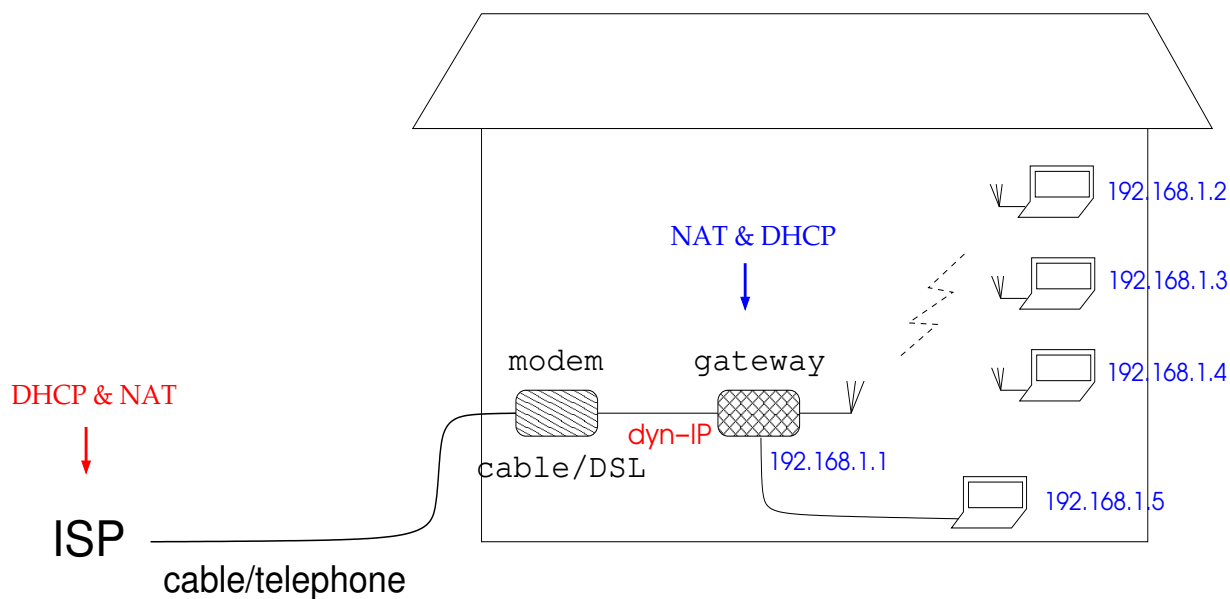 192.168.1.2
NAT & DHCP
192.168.1.3
modem
gateway
192.168.1.4
DHCP & NAT
dyn-IP
cable/DSL
192.168.1.1
192.168.1.5
ISP
cable/telephone